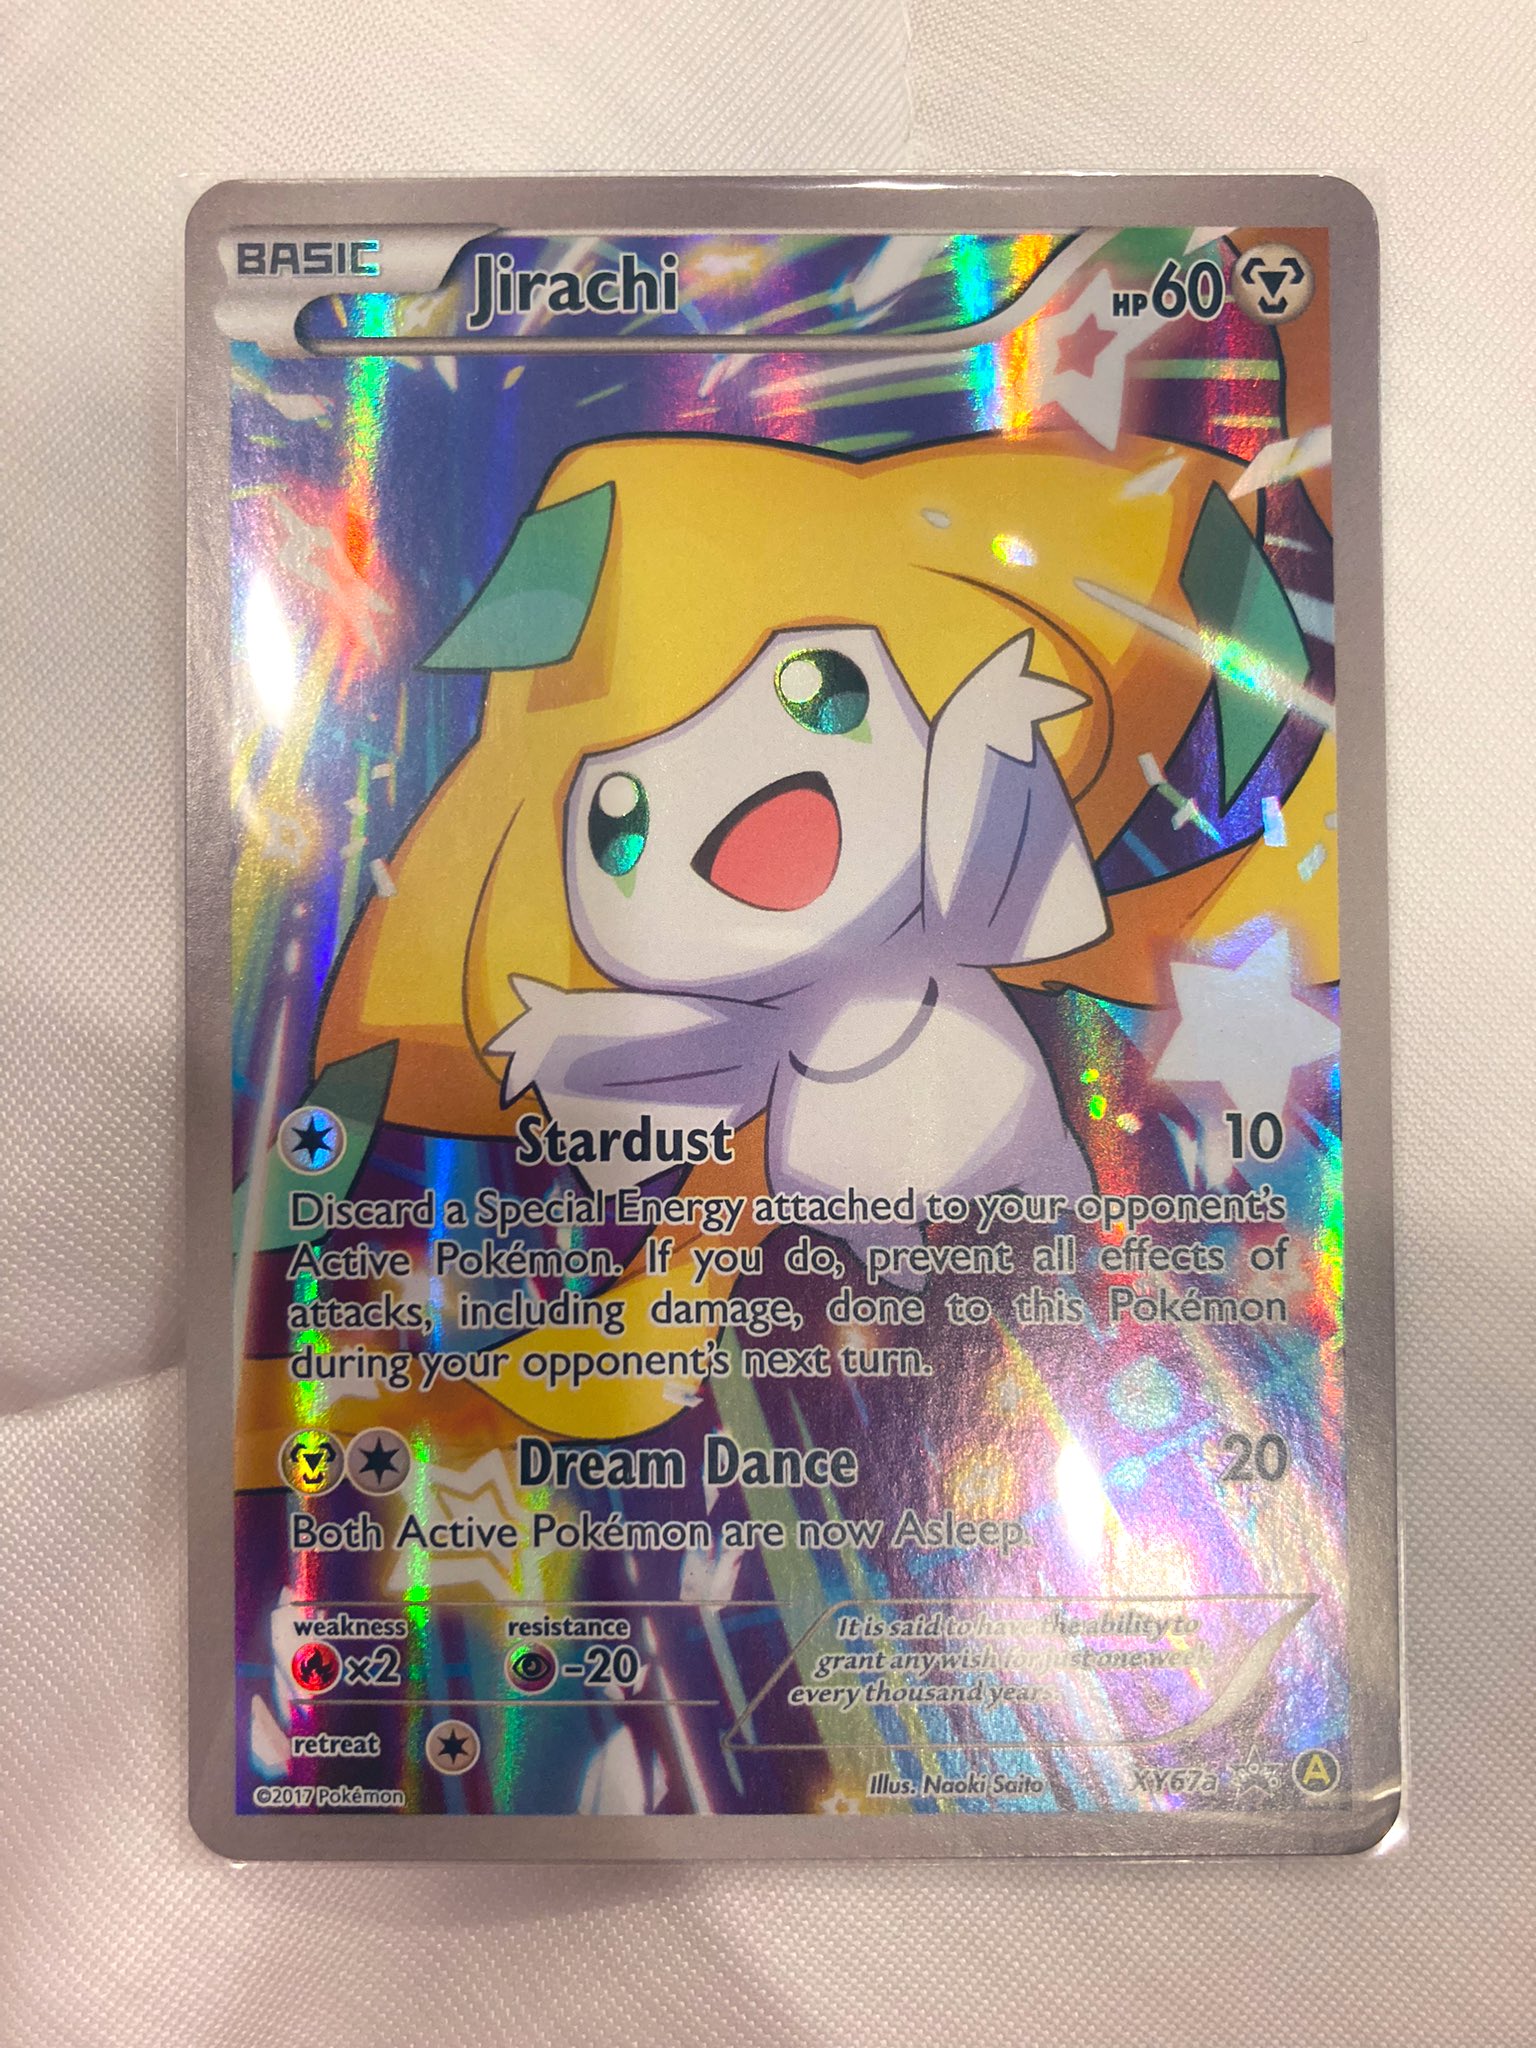 BASIC Jirachi HP60
Stardust 10
Discard a Special Energy attached to your opponent's
Active Pokémon. If you do, prevent all effects of
attacks, including damage, done to this Pokémon
during your opponent's next turn.
Dream Dance 20
Both Active Pokémon are now Asleep.
weakness resistance
×2 -20
It is said to have the ability to
grant any wish for just one week
every thousand years.
retreat
©2017 Pokémon Illus. Naoki Saito XY67a PROMO A